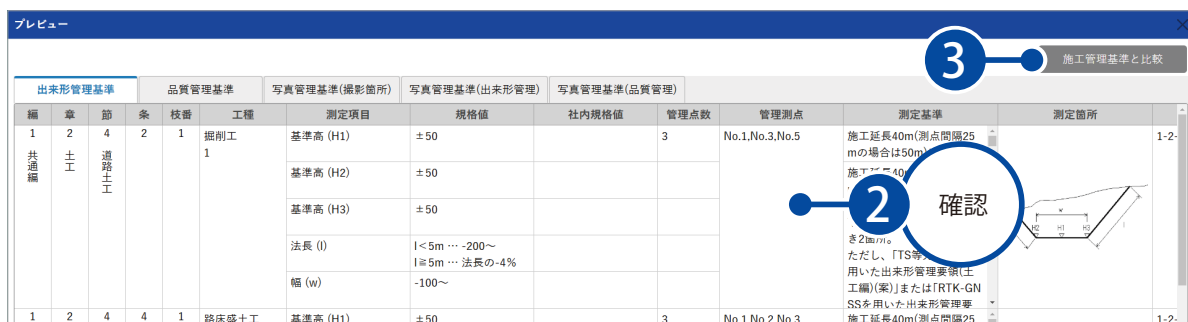 プレビュー
3
施工管理基準と比較
出来形管理基準 品質管理基準 写真管理基準(撮影箇所) 写真管理基準(出来形管理) 写真管理基準(品質管理)
編 章 節 条 枝番 工種 測定項目 規格値 社内規格値 管理点数 管理測点 測定基準 測定箇所
1 共通編 2 土工 4 道路土工 2 1 掘削工 1 基準高 (H1) ±50 3 No.1,No.3,No.5 施工延長40m(測点間隔25 1-2-
mの場合は50m)
基準高 (H2) ±50 施工延長40
2 確認
基準高 (H3) ±50
H2 H1 H3 w l
き2箇所。
法長 (l) l<5m … -200~
l≧5m … 法長の-4%
ただし、「TS等
用いた出来形管理要領(土
幅 (w) -100~ 工編)(案)」または「RTK-GN
SSを用いた出来形管理要
1 2 4 4 1 路床盛土工 基準高 (H1) ±50 3 No.1,No.2,No.3 施工延長40m(測点間隔25 1-2-